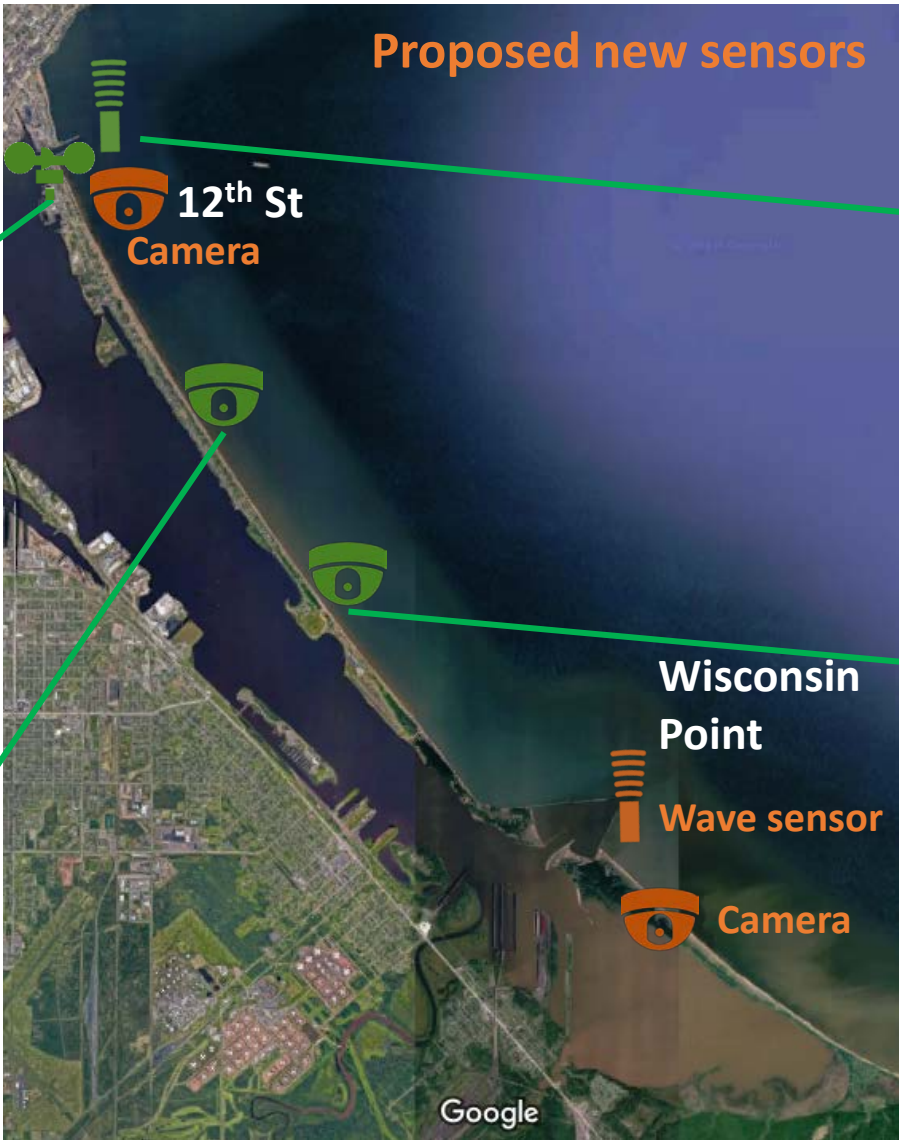 Proposed new sensors
12th St
Camera
Wisconsin
Point
Wave sensor
Camera
Google